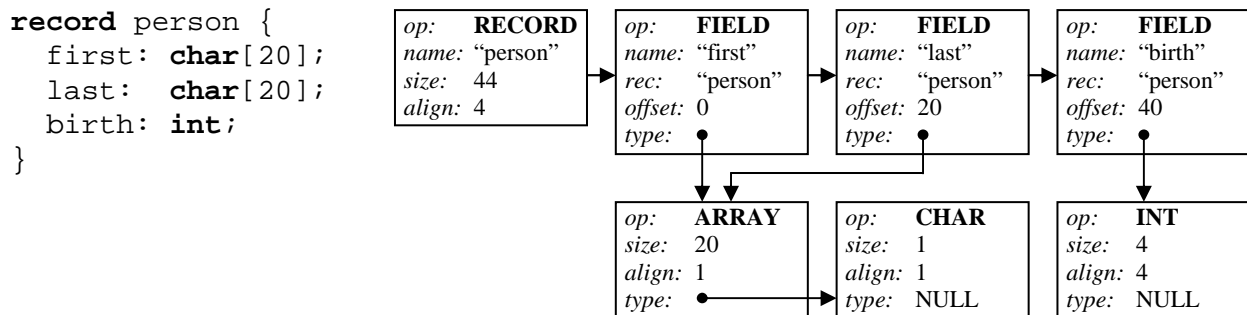 record person {
first: char[20];
last: char[20];
birth: int;
}
op: RECORD
name: “person”
size: 44
align: 4
op: FIELD
name: “first”
rec: “person”
offset: 0
type:
op: FIELD
name: “last”
rec: “person”
offset: 20
type:
op: FIELD
name: “birth”
rec: “person”
offset: 40
type:
op: ARRAY
size: 20
align: 1
type:
op: CHAR
size: 1
align: 1
type: NULL
op: INT
size: 4
align: 4
type: NULL